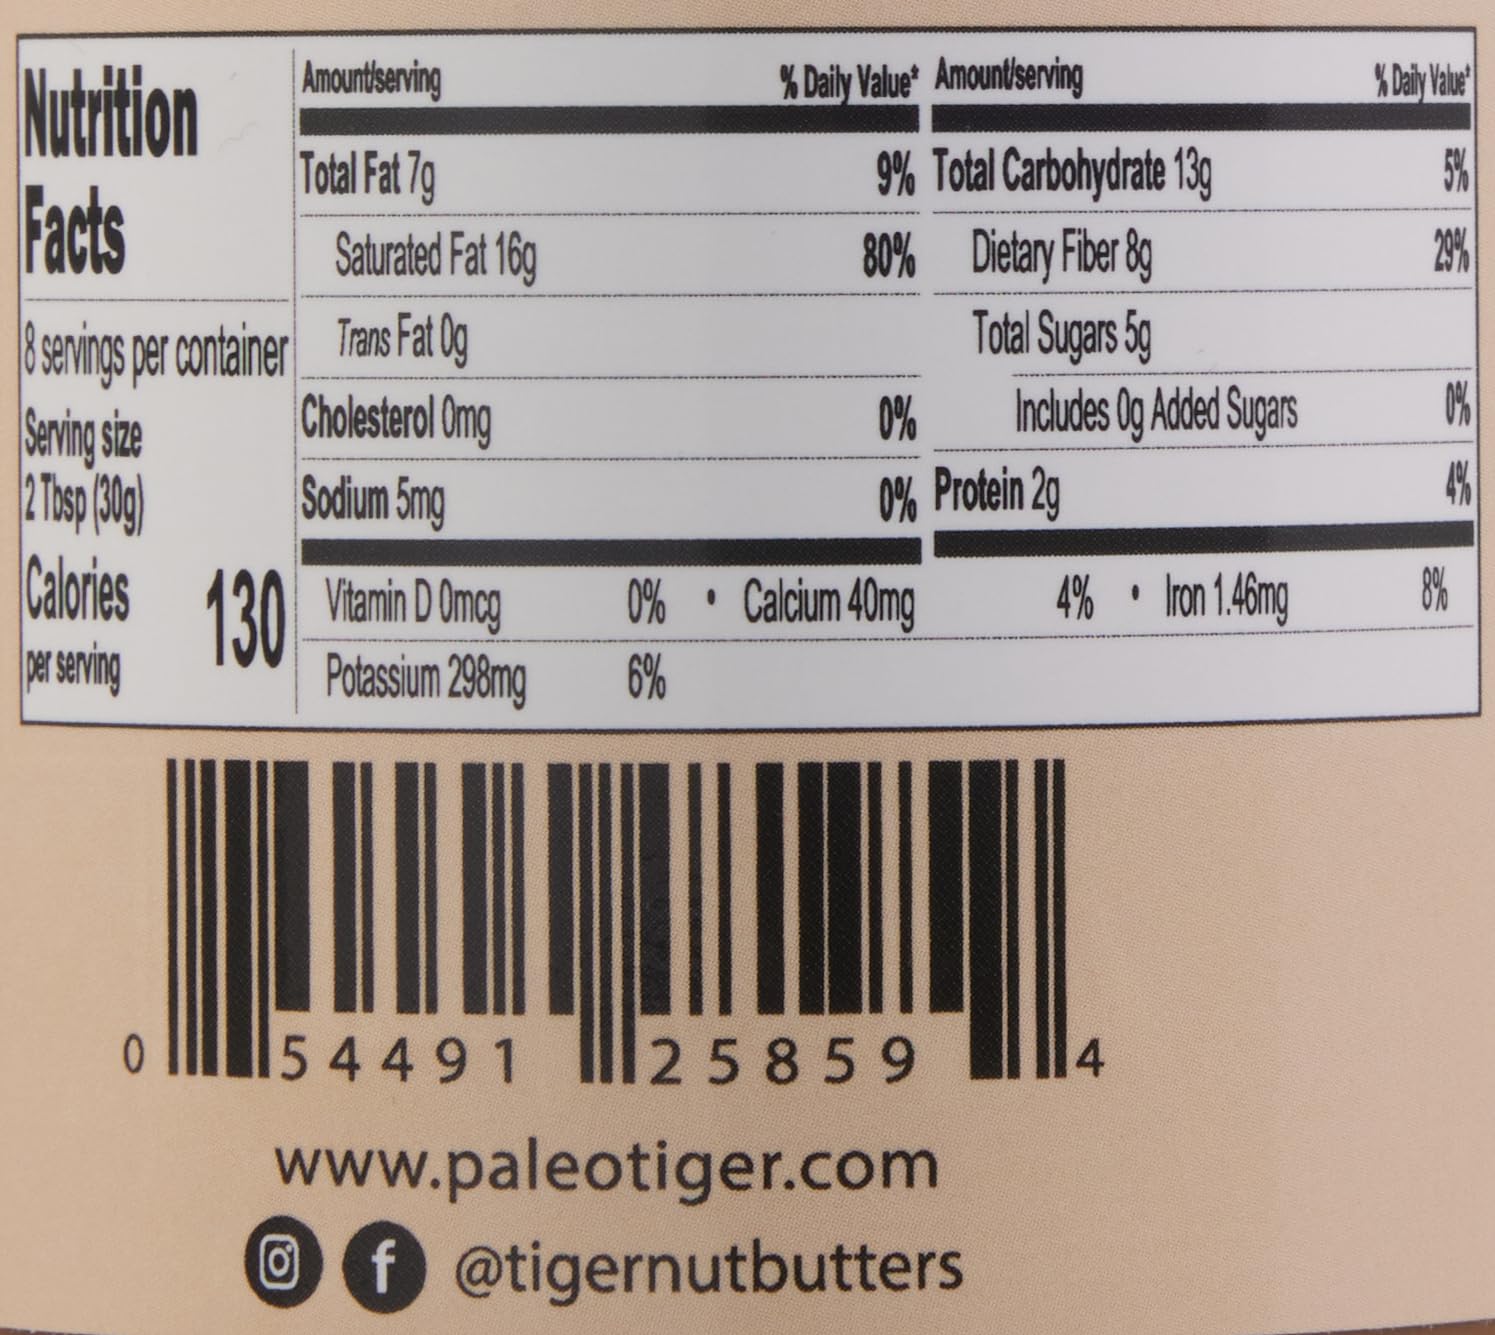 Nutrition
Facts
8 servings per container
Serving size
2 Tbsp (30g)
Calories 130
per serving
Amount/serving % Daily Value*
Total Fat 7g 9%
Saturated Fat 16g 80%
Trans Fat 0g
Cholesterol 0mg 0%
Sodium 5mg 0%
Amount/serving % Daily Value*
Total Carbohydrate 13g 5%
Dietary Fiber 8g 29%
Total Sugars 5g
Includes 0g Added Sugars 0%
Protein 2g 4%
Vitamin D 0mcg 0% • Calcium 40mg 4% • Iron 1.46mg 8%
Potassium 298mg 6%
0 54491 25859 4
www.paleotiger.com
@tigernutbutters